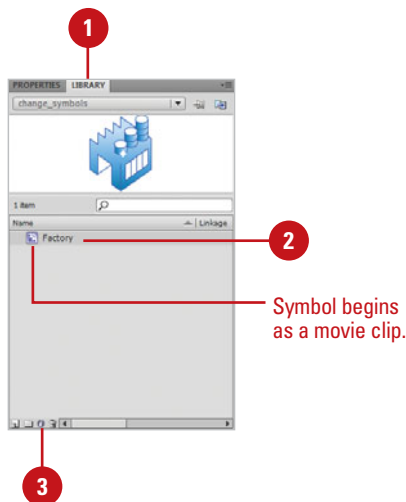 1
PROPERTIES LIBRARY
change_symbols
1 item
Name Linkage
Factory
2
Symbol begins
as a movie clip.
3